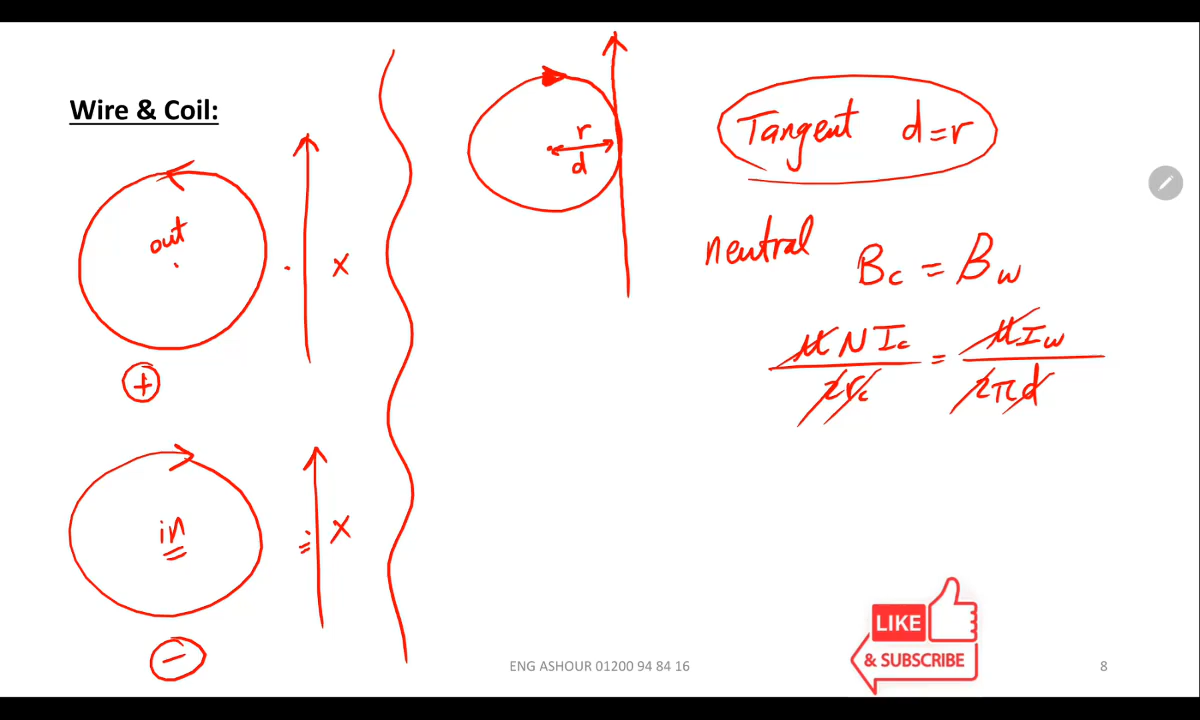 Wire & Coil:
out
. x
+
in
. x
−
r
d
Tangent d=r
neutral Bc = Bw
μNIc/2rc = μIw/2πd
LIKE
& SUBSCRIBE
ENG ASHOUR 01200 94 84 16
8